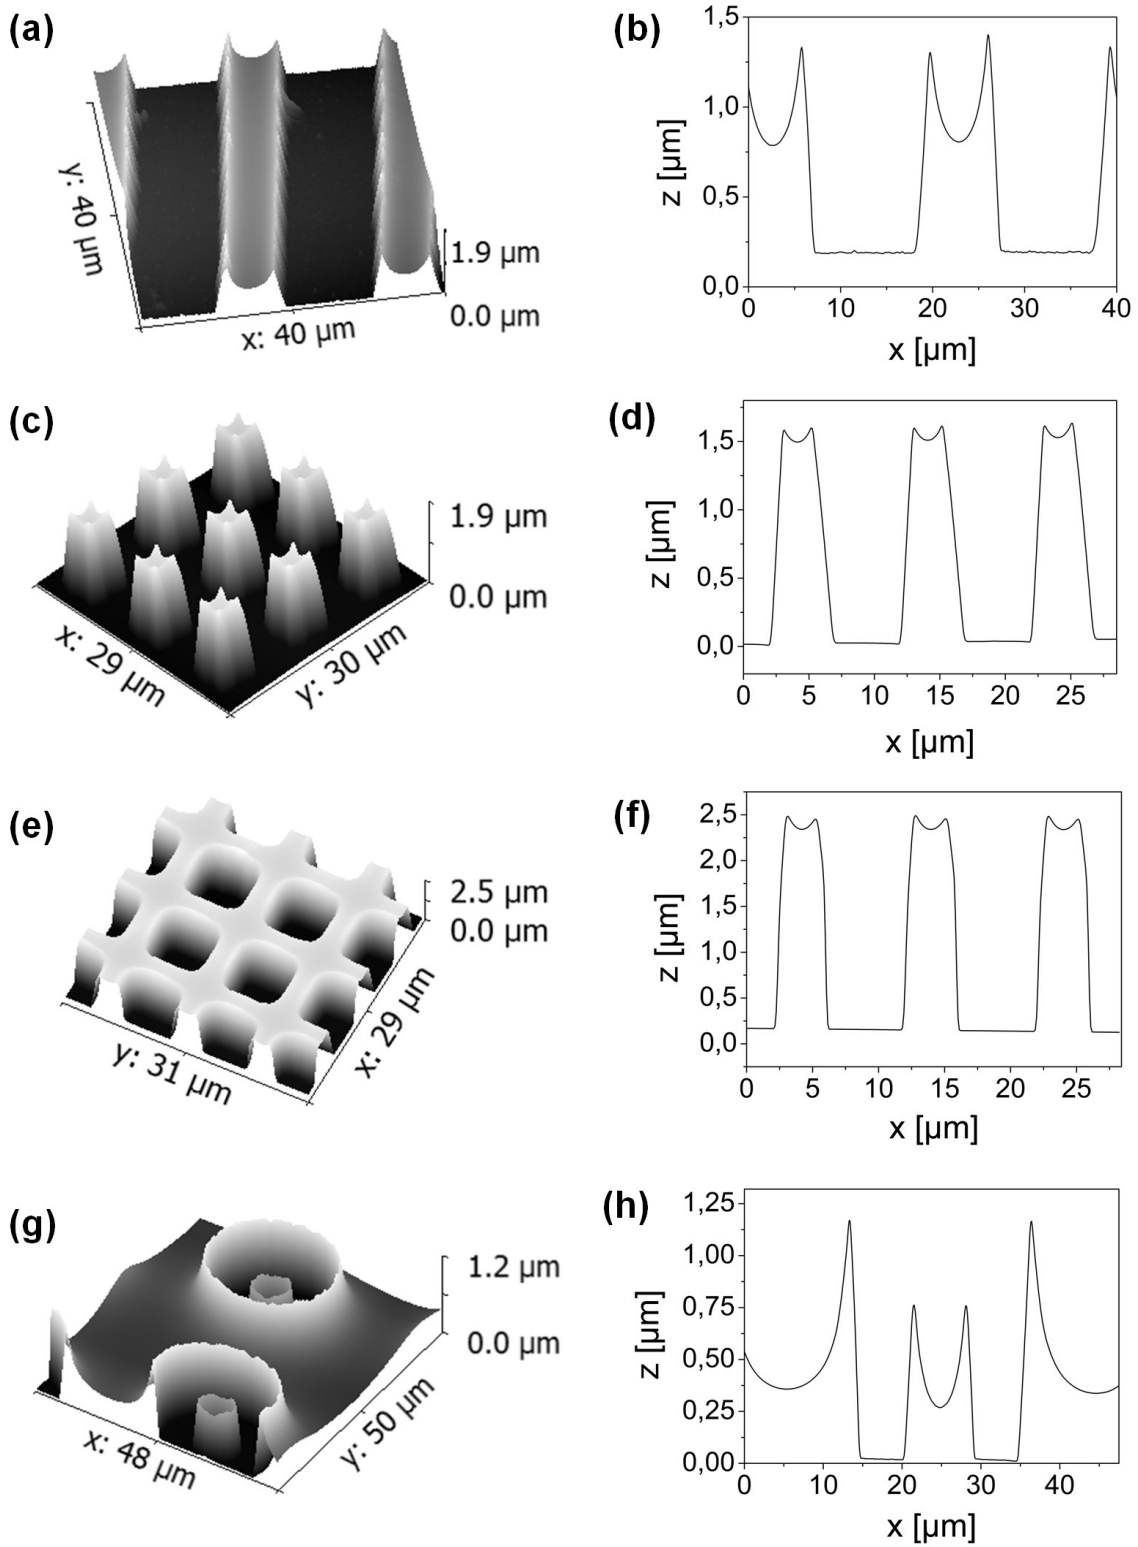 (a)
y: 40 µm
x: 40 µm
1.9 µm
0.0 µm
(b)
z [µm]
1,5
1,0
0,5
0,0
0 10 20 30 40
x [µm]
(c)
x: 29 µm
y: 30 µm
1.9 µm
0.0 µm
(d)
z [µm]
1,5
1,0
0,5
0,0
0 5 10 15 20 25
x [µm]
(e)
y: 31 µm
x: 29 µm
2.5 µm
0.0 µm
(f)
z [µm]
2,5
2,0
1,5
1,0
0,5
0,0
0 5 10 15 20 25
x [µm]
(g)
x: 48 µm
y: 50 µm
1.2 µm
0.0 µm
(h)
z [µm]
1,25
1,00
0,75
0,50
0,25
0,00
0 10 20 30 40
x [µm]